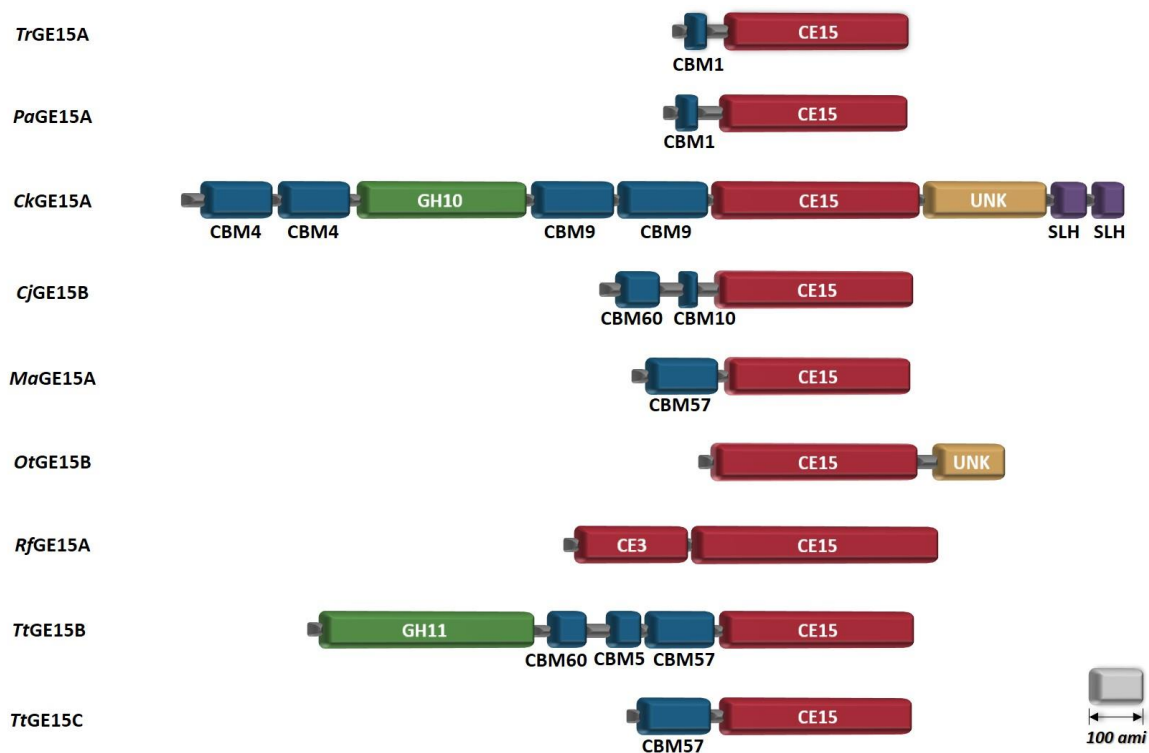 TrGE15A
CE15
CBM1
PaGE15A
CE15
CBM1
CkGE15A
GH10
CE15
UNK
CBM4 CBM4 CBM9 CBM9 SLH SLH
CjGE15B
CE15
CBM60 CBM10
MaGE15A
CE15
CBM57
OtGE15B
CE15
UNK
RfGE15A
CE3
CE15
TtGE15B
GH11
CE15
CBM60 CBM5 CBM57
TtGE15C
CE15
CBM57
100 ami